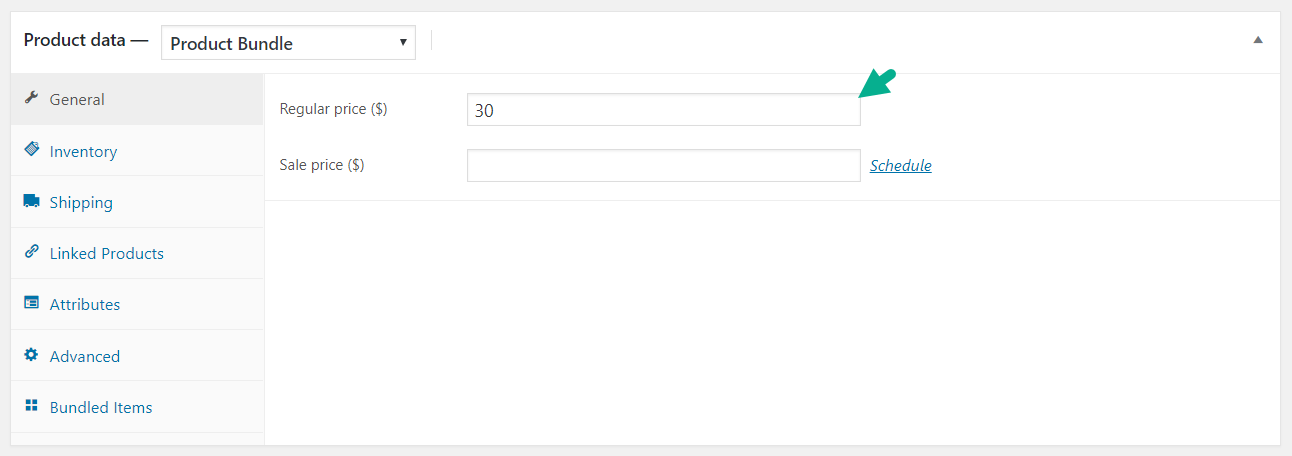 Product data — Product Bundle
General
Regular price ($) 30
Sale price ($) Schedule
Inventory
Shipping
Linked Products
Attributes
Advanced
Bundled Items